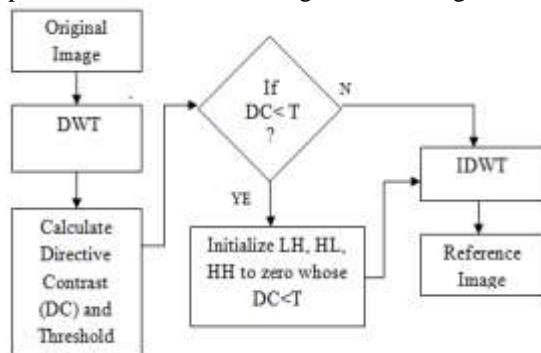 Original
Image
DWT
Calculate
Directive
Contrast
(DC) and
Threshold
If
DC< T
?
N
YE
Initialize LH, HL,
HH to zero whose
DC<T
IDWT
Reference
Image